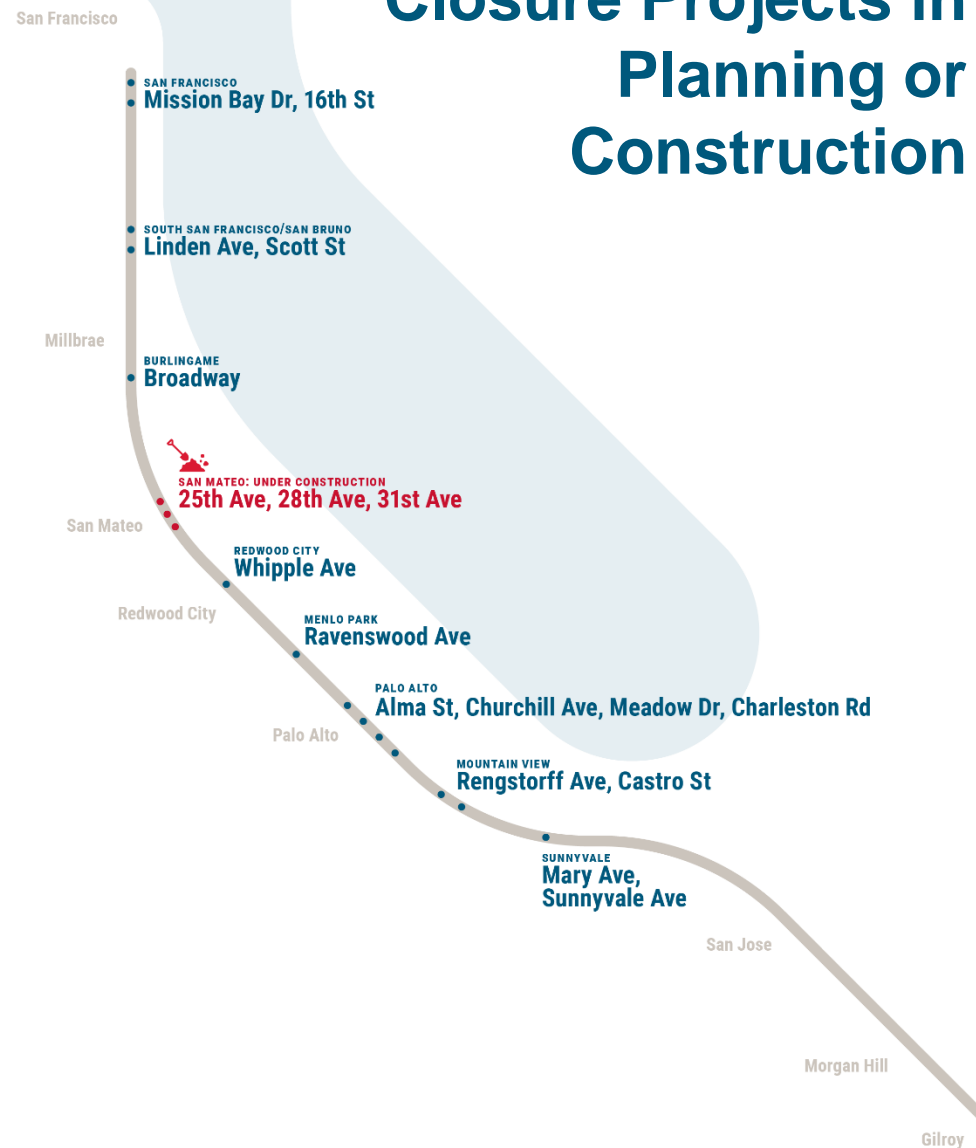 Closure Projects in
Planning or
Construction
San Francisco
SAN FRANCISCO
Mission Bay Dr, 16th St
SOUTH SAN FRANCISCO/SAN BRUNO
Linden Ave, Scott St
Millbrae
BURLINGAME
Broadway
SAN MATEO: UNDER CONSTRUCTION
25th Ave, 28th Ave, 31st Ave
San Mateo
REDWOOD CITY
Whipple Ave
Redwood City
MENLO PARK
Ravenswood Ave
PALO ALTO
Alma St, Churchill Ave, Meadow Dr, Charleston Rd
Palo Alto
MOUNTAIN VIEW
Rengstorff Ave, Castro St
SUNNYVALE
Mary Ave,
Sunnyvale Ave
San Jose
Morgan Hill
Gilroy